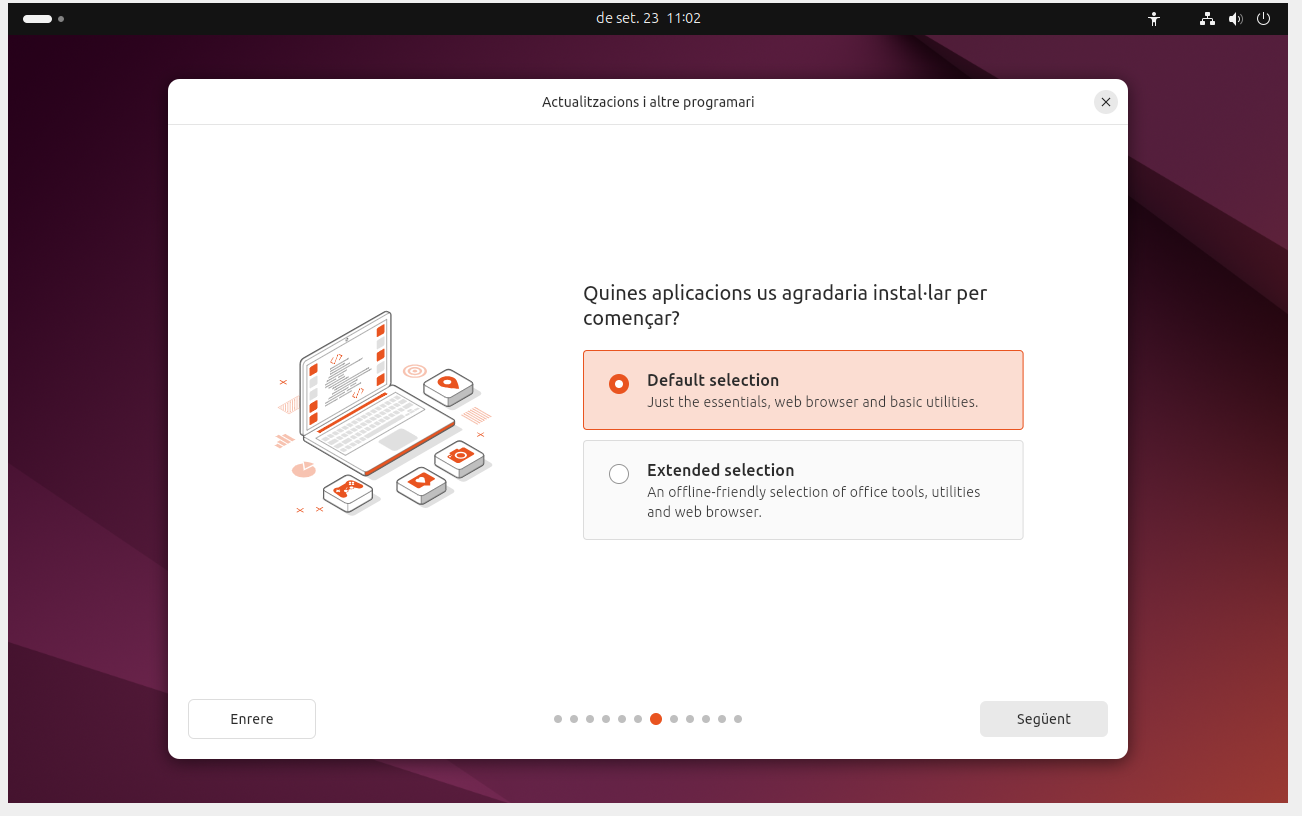 de set. 23 11:02
Actualitzacions i altre programari
Quines aplicacions us agradaria instal·lar per
començar?
Default selection
Just the essentials, web browser and basic utilities.
Extended selection
An offline-friendly selection of office tools, utilities
and web browser.
Enrere
Següent